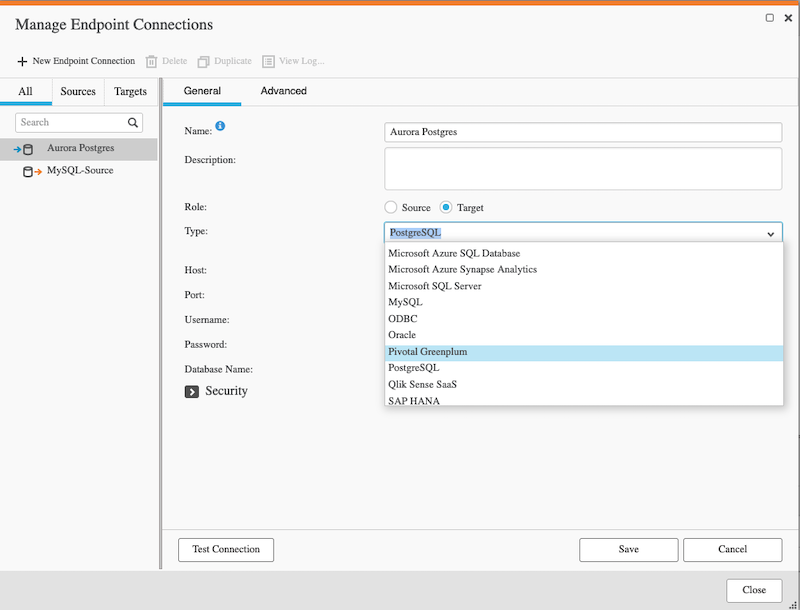 Manage Endpoint Connections
New Endpoint Connection Delete Duplicate View Log...
All Sources Targets
General Advanced
Search
Aurora Postgres
MySQL-Source
Name:
Aurora Postgres
Description:
Role:
Source Target
Type:
PostgreSQL
Microsoft Azure SQL Database
Microsoft Azure Synapse Analytics
Microsoft SQL Server
MySQL
ODBC
Oracle
Pivotal Greenplum
PostgreSQL
Qlik Sense SaaS
SAP HANA
Host:
Port:
Username:
Password:
Database Name:
Security
Test Connection Save Cancel
Close